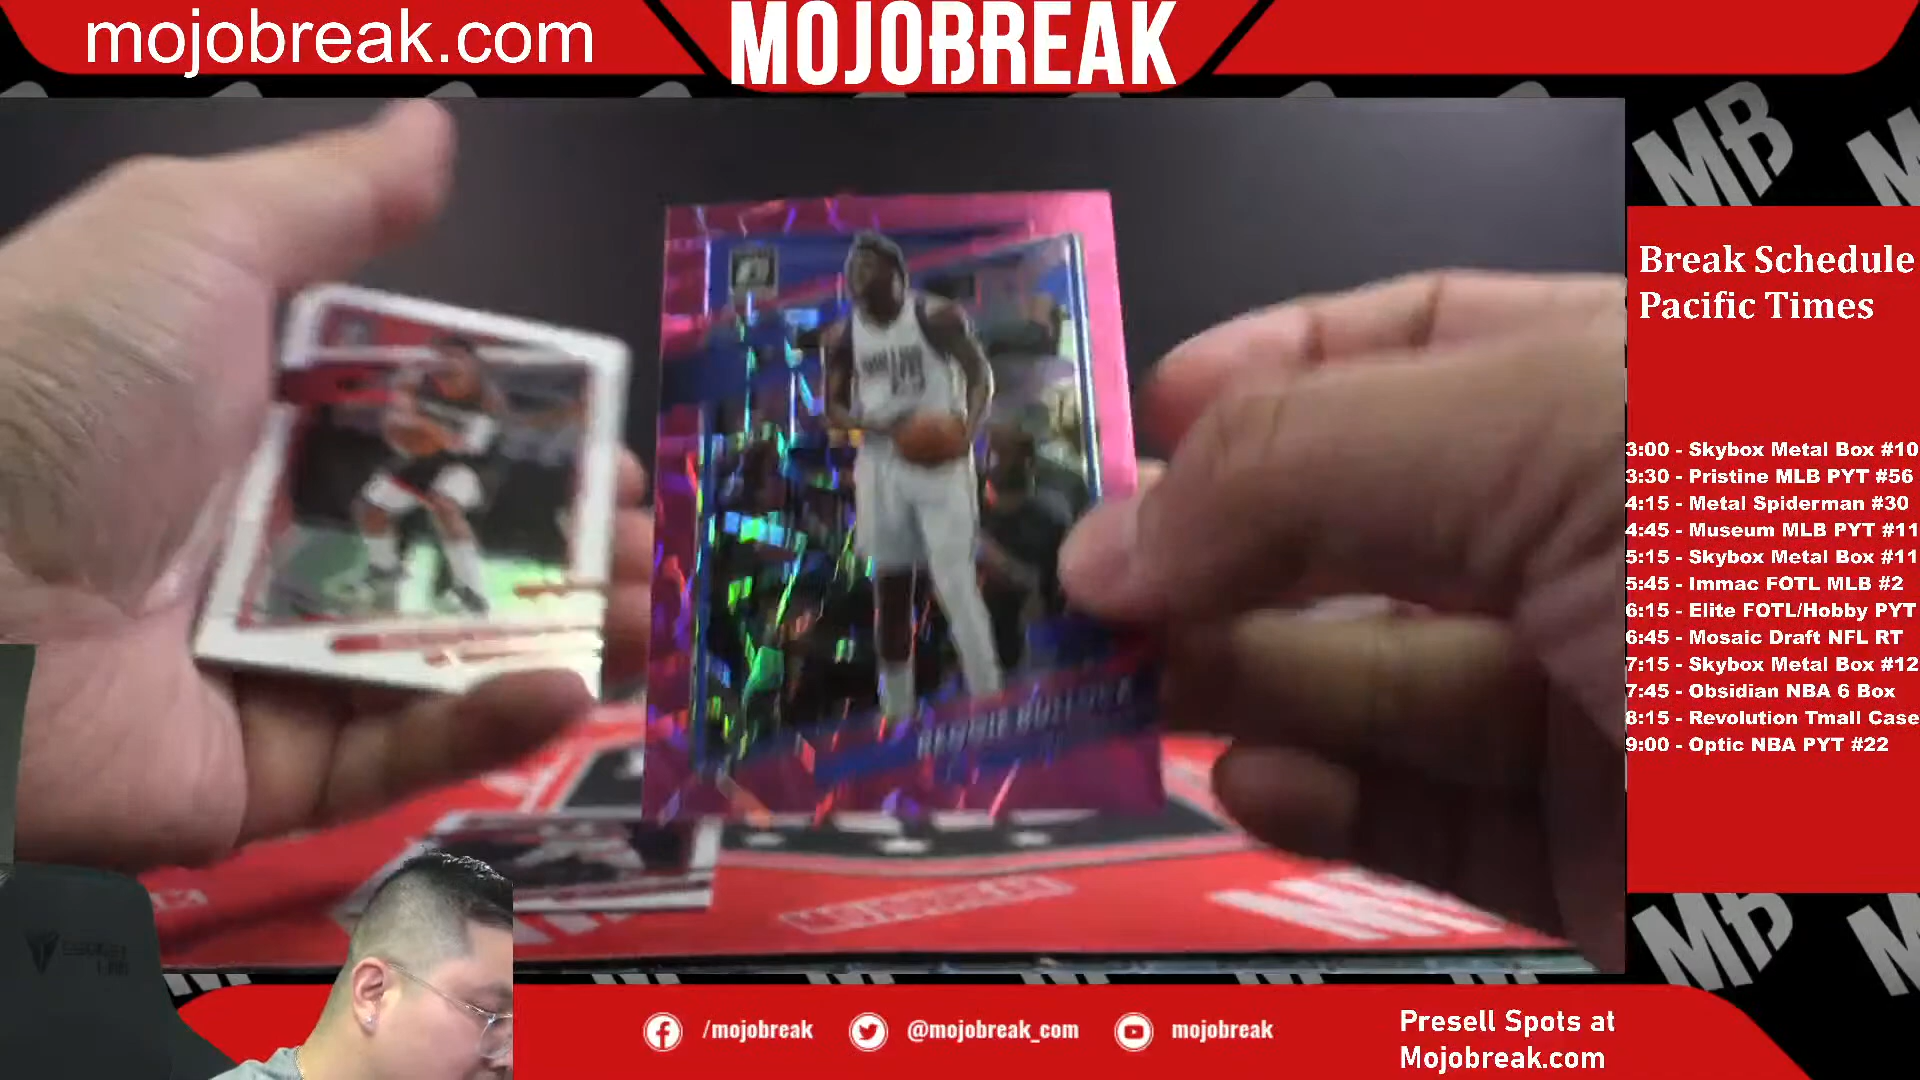 mojobreak.com
MOJOBREAK
MB
Break Schedule
Pacific Times
3:00 - Skybox Metal Box #10
3:30 - Pristine MLB PYT #56
4:15 - Metal Spiderman #30
4:45 - Museum MLB PYT #11
5:15 - Skybox Metal Box #11
5:45 - Immac FOTL MLB #2
6:15 - Elite FOTL/Hobby PYT
6:45 - Mosaic Draft NFL RT
7:15 - Skybox Metal Box #12
7:45 - Obsidian NBA 6 Box
8:15 - Revolution Tmall Case
9:00 - Optic NBA PYT #22
REGGIE BULLOCK
MB
/mojobreak
@mojobreak_com
mojobreak
Presell Spots at
Mojobreak.com